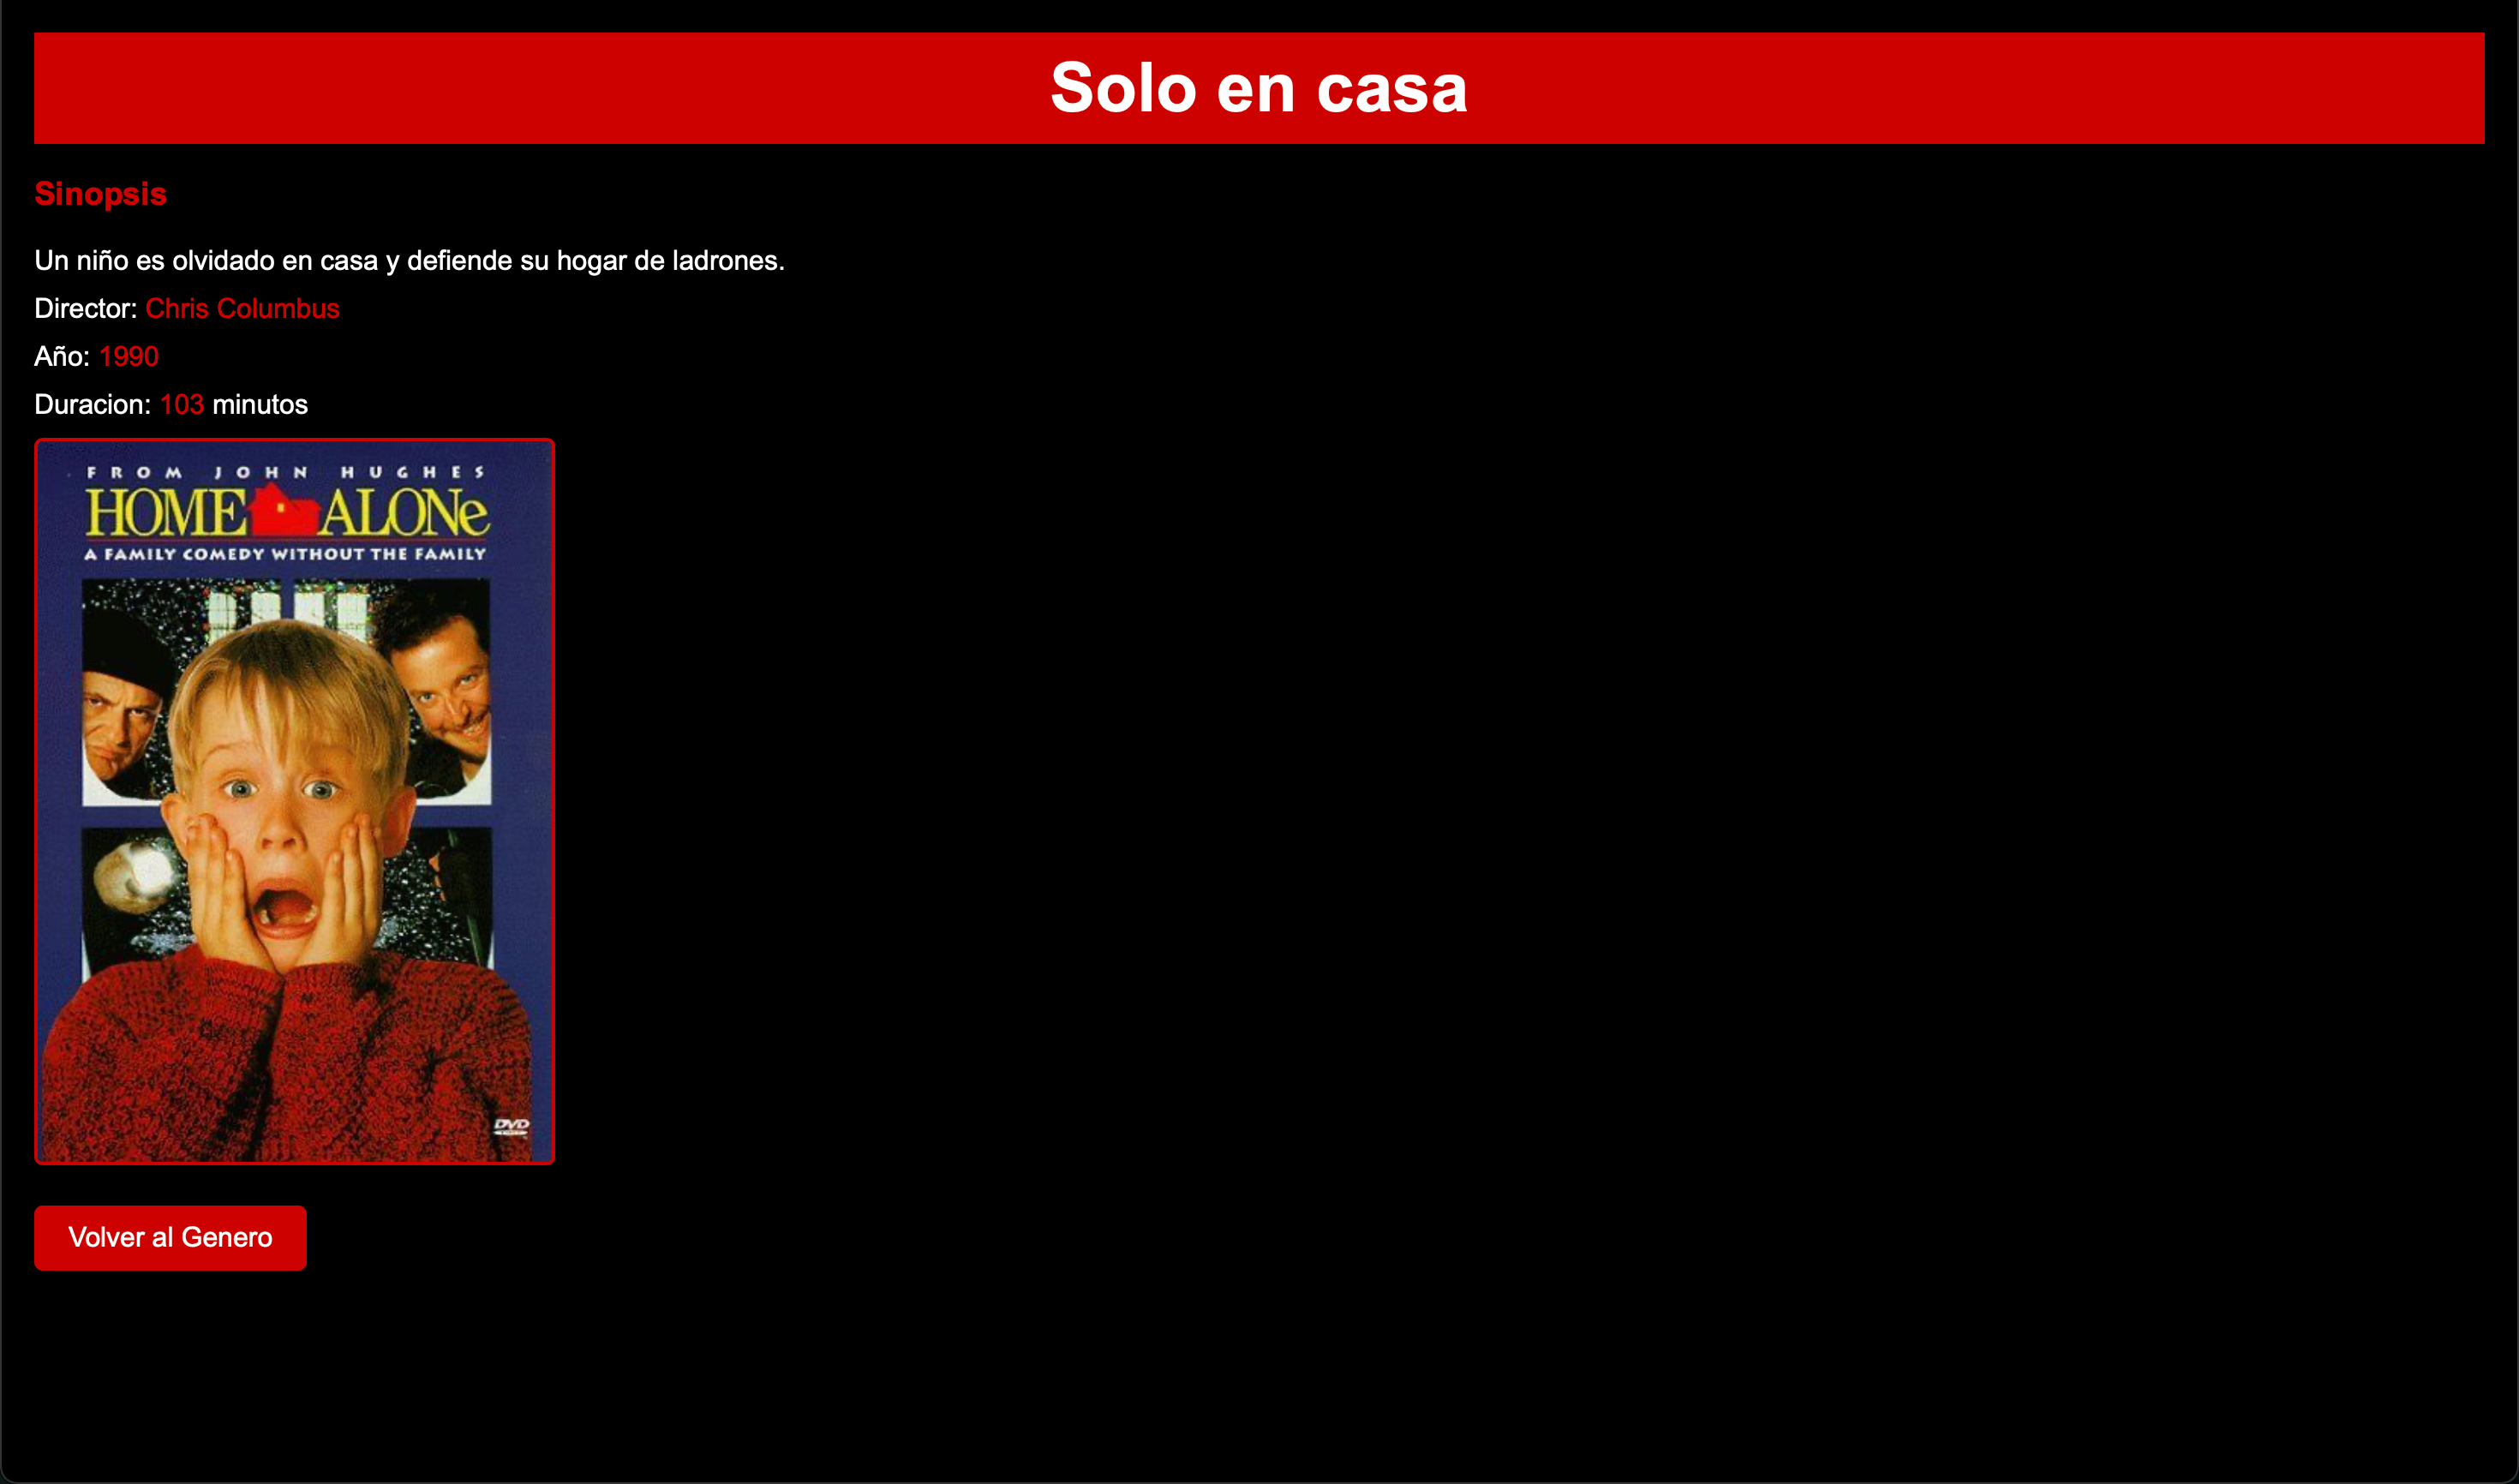 Solo en casa
Sinopsis
Un niño es olvidado en casa y defiende su hogar de ladrones.
Director: Chris Columbus
Año: 1990
Duracion: 103 minutos
FROM JOHN HUGHES
HOME ALONe
A FAMILY COMEDY WITHOUT THE FAMILY
DVD
Volver al Genero